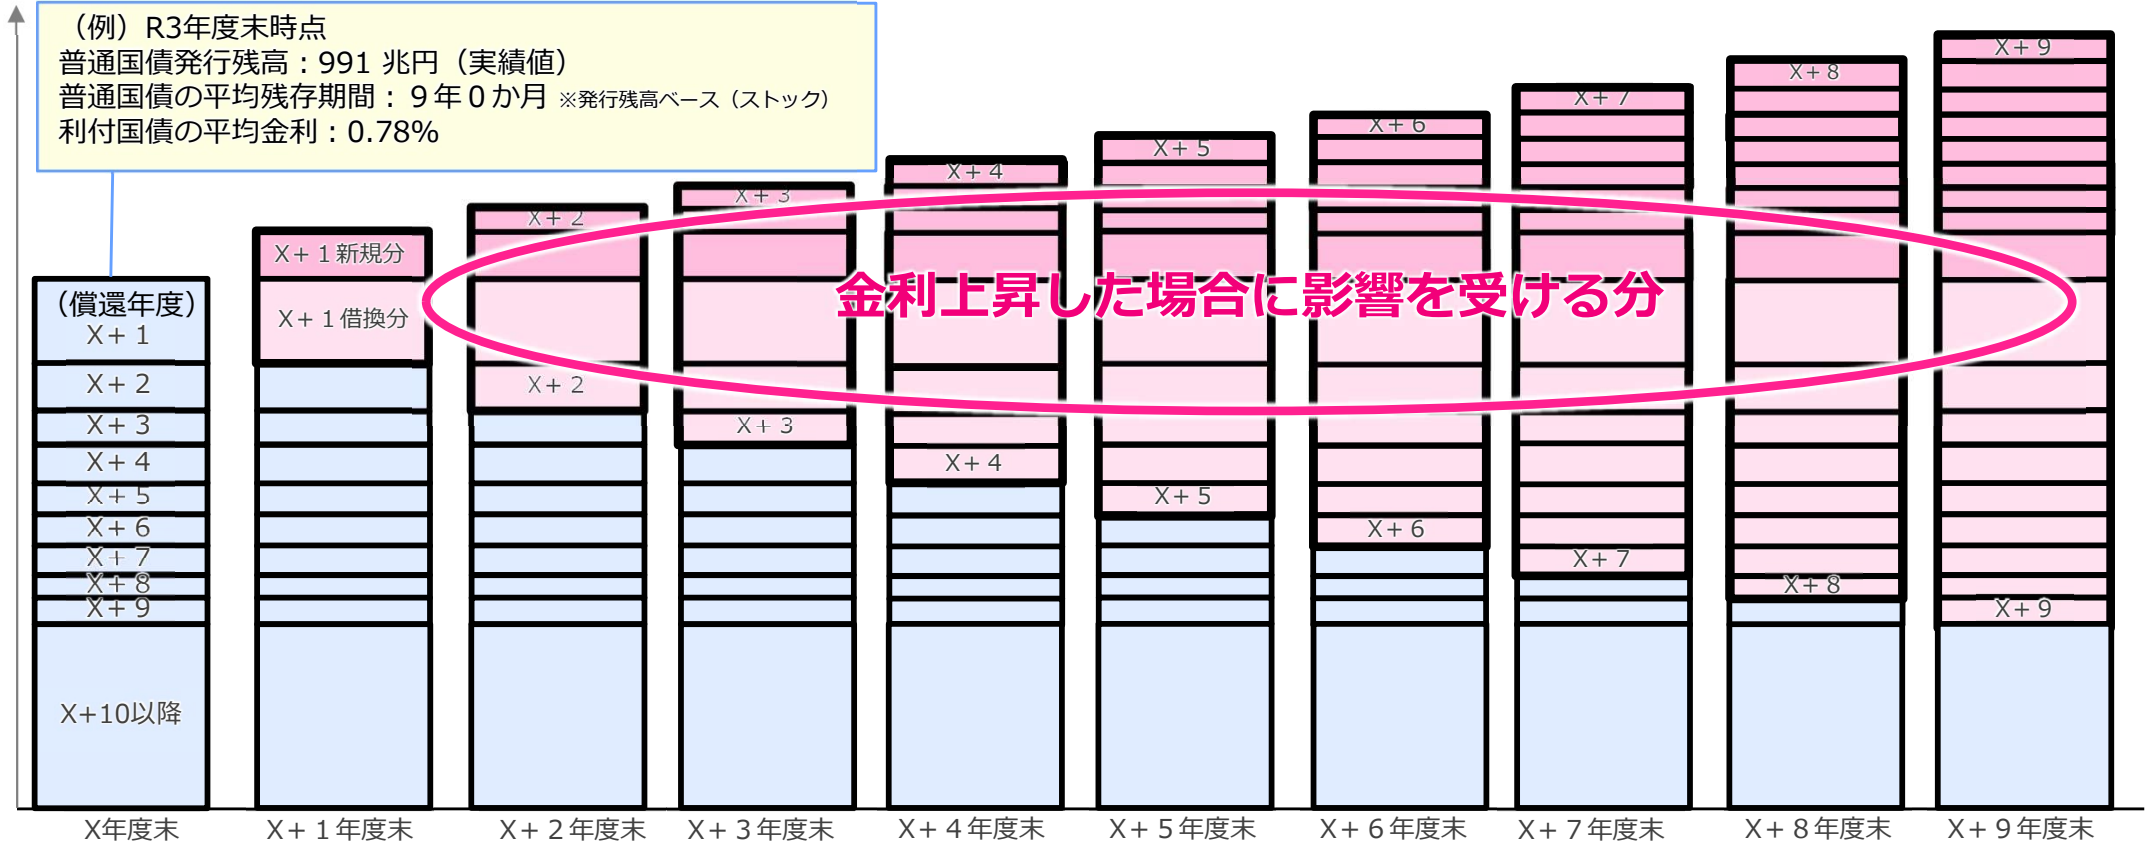 （例）R3年度末時点
普通国債発行残高：991 兆円（実績値）
普通国債の平均残存期間：９年０か月 ※発行残高ベース（ストック）
利付国債の平均金利：0.78%
（償還年度）
X＋１
X＋２
X＋３
X＋４
X＋５
X＋６
X＋７
X＋８
X＋９
X+10以降
X＋１新規分
X＋１借換分
X＋２
X＋２
X＋３
X＋３
X＋４
X＋４
X＋５
X＋５
X＋６
X＋６
X＋７
X＋７
X＋８
X＋８
X＋９
X＋９
金利上昇した場合に影響を受ける分
X年度末
X＋１年度末
X＋２年度末
X＋３年度末
X＋４年度末
X＋５年度末
X＋６年度末
X＋７年度末
X＋８年度末
X＋９年度末